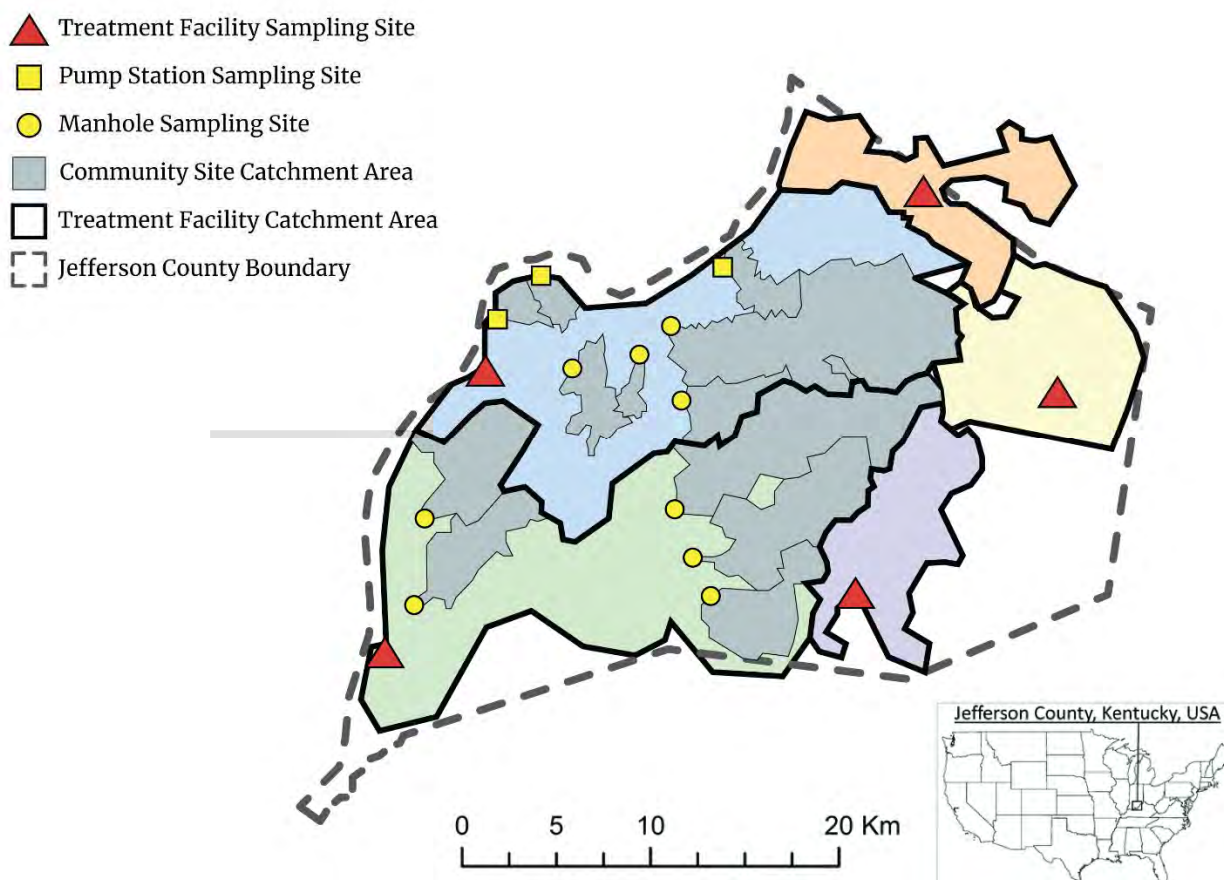 Treatment Facility Sampling Site
Pump Station Sampling Site
Manhole Sampling Site
Community Site Catchment Area
Treatment Facility Catchment Area
Jefferson County Boundary
Jefferson County, Kentucky, USA
0 5 10 20 Km